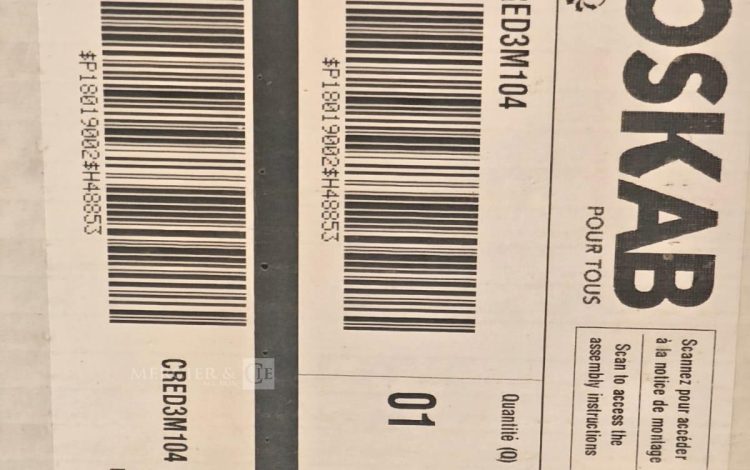 OSKAB
POUR TOUS
Scannez pour accéder
à la notice de montage
Scan to access the
assembly instructions
CRED3M104
$P18019002$H48853
Quantité (Q)
01
$P18019002$H48853
CRED3M104